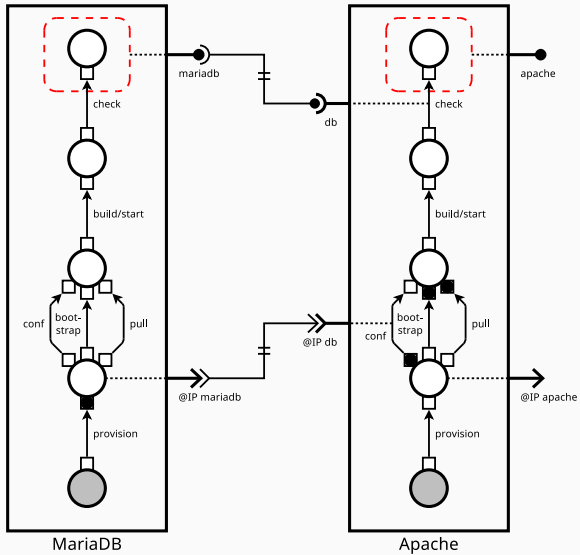 mariadb
apache
check
db
check
build/start
build/start
conf
boot-
strap
pull
conf
boot-
strap
pull
@IP db
@IP mariadb
@IP apache
provision
provision
MariaDB
Apache